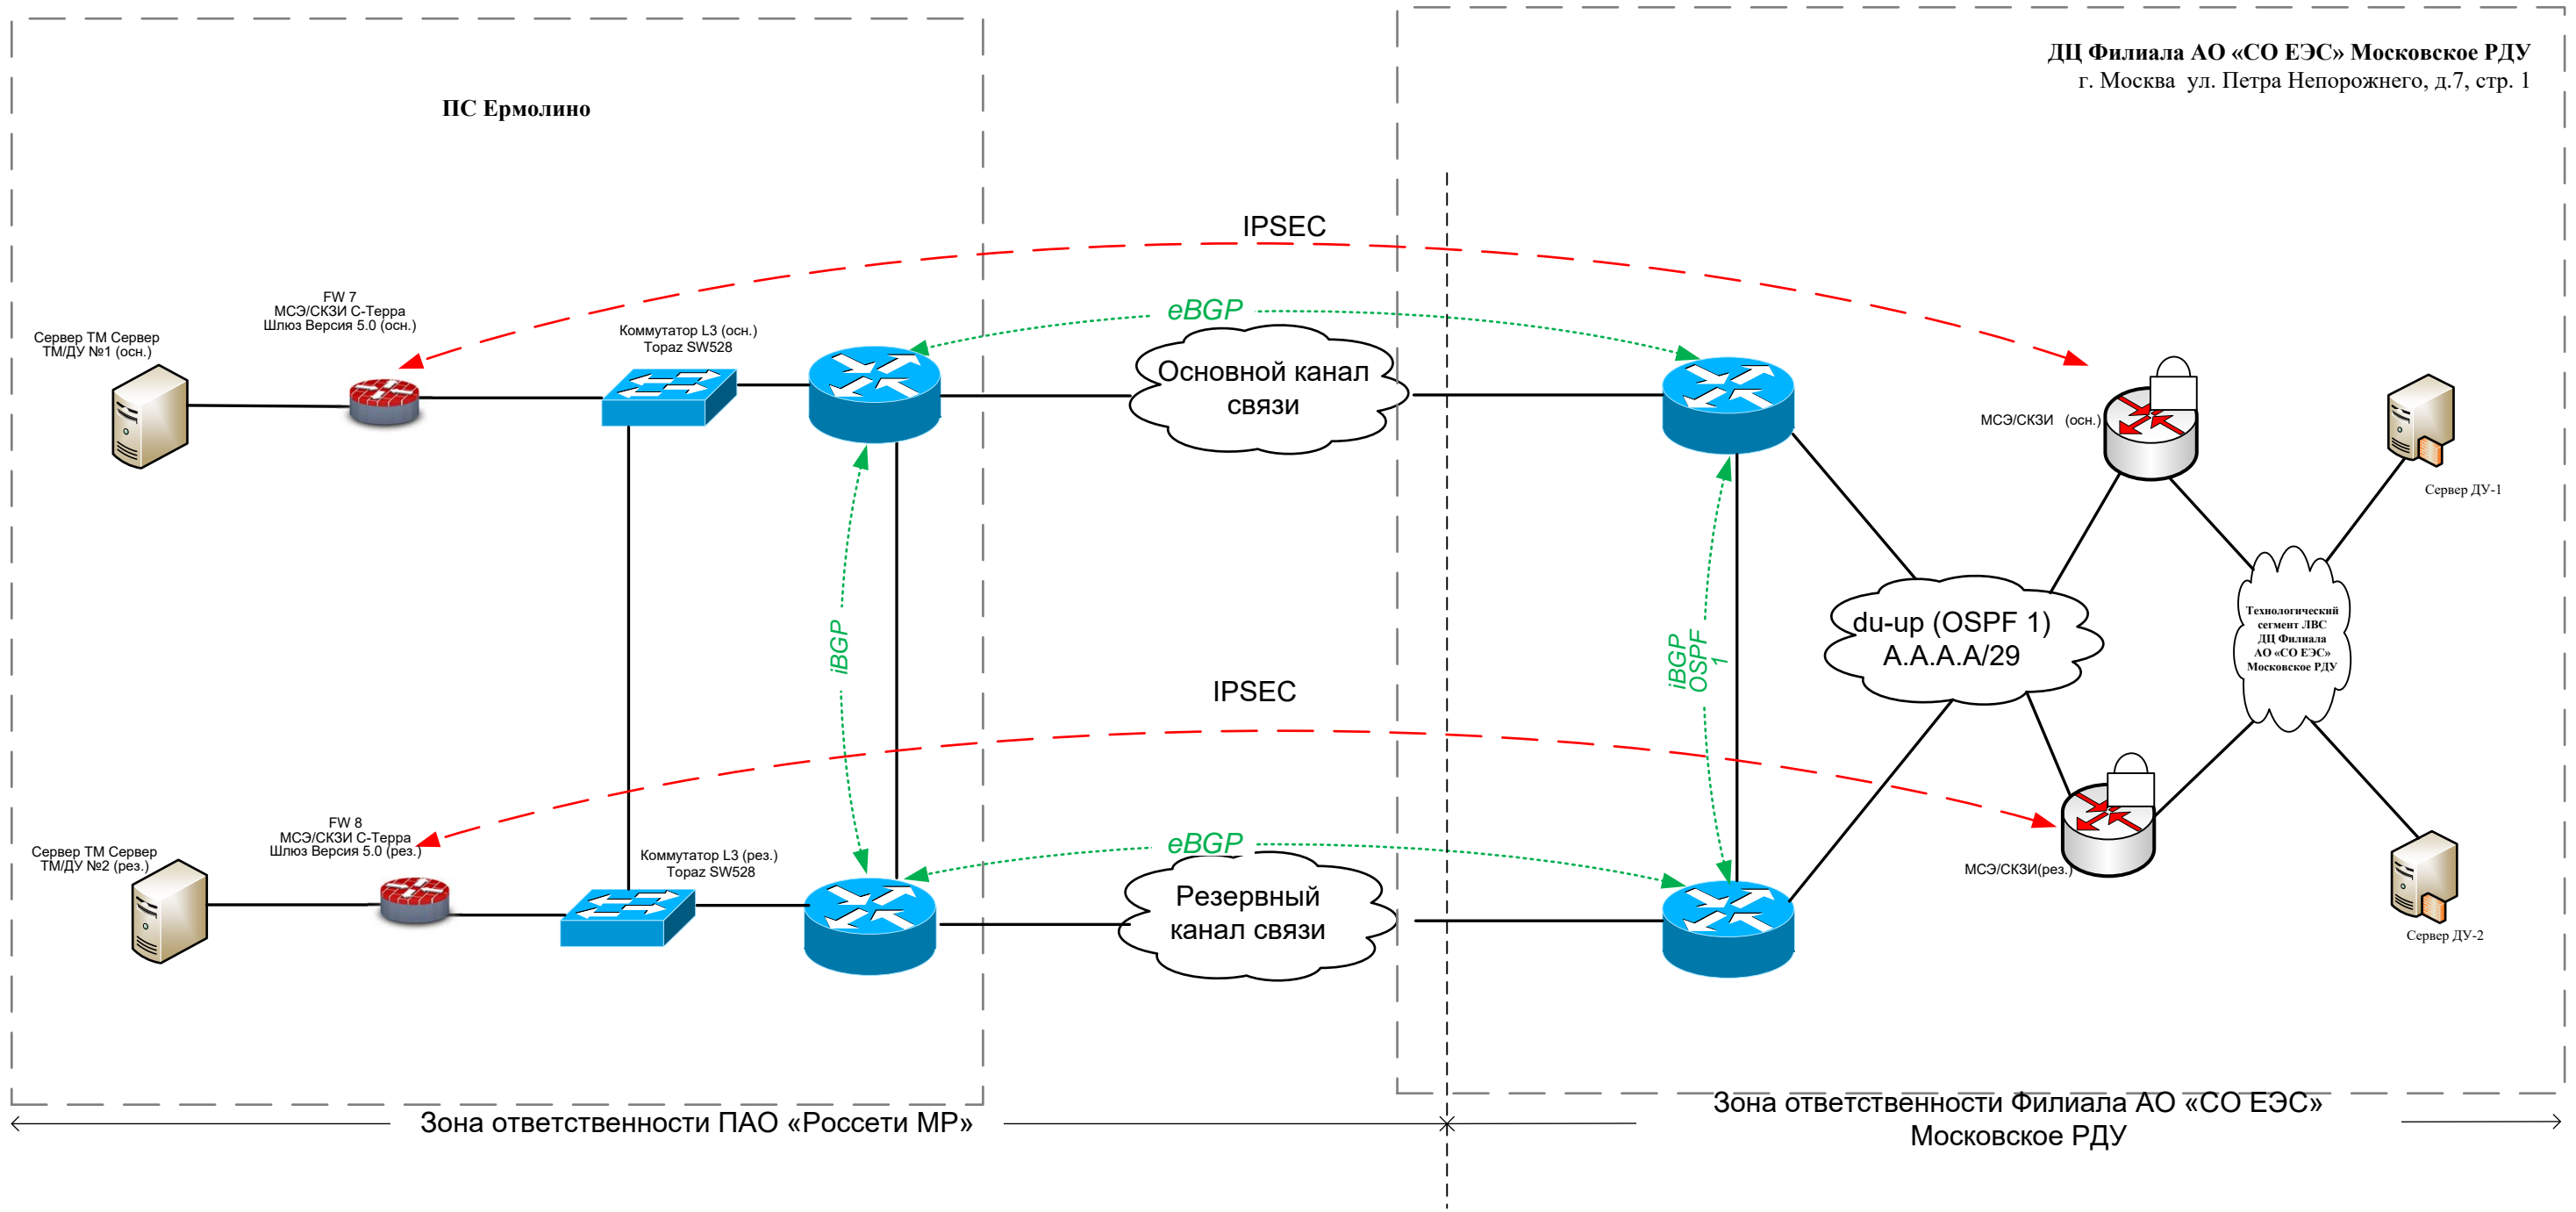 ДЦ Филиала АО «СО ЕЭС» Московское РДУ
г. Москва ул. Петра Непорожнего, д.7, стр. 1
ПС Ермолино
IPSEC
eBGP
FW 7
МСЭ/СКЗИ С-Терра
Шлюз Версия 5.0 (осн.)
Сервер ТМ Сервер
ТМ/ДУ №1 (осн.)
Коммутатор L3 (осн.)
Topaz SW528
Основной канал
связи
МСЭ/СКЗИ (осн.)
Сервер ДУ-1
iBGP
iBGP
OSPF
1
du-up (OSPF 1)
A.A.A.A/29
Технологический
сегмент ЛВС
ДЦ Филиала
АО «СО ЕЭС»
Московское РДУ
IPSEC
eBGP
FW 8
МСЭ/СКЗИ С-Терра
Шлюз Версия 5.0 (рез.)
Сервер ТМ Сервер
ТМ/ДУ №2 (рез.)
Коммутатор L3 (рез.)
Topaz SW528
Резервный
канал связи
МСЭ/СКЗИ(рез.)
Сервер ДУ-2
Зона ответственности ПАО «Россети МР»
Зона ответственности Филиала АО «СО ЕЭС»
Московское РДУ